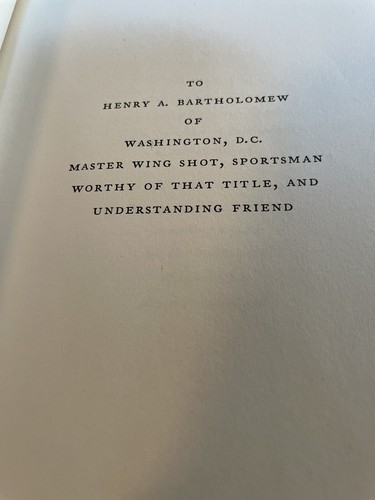 TO
HENRY A. BARTHOLOMEW
OF
WASHINGTON, D.C.
MASTER WING SHOT, SPORTSMAN
WORTHY OF THAT TITLE, AND
UNDERSTANDING FRIEND